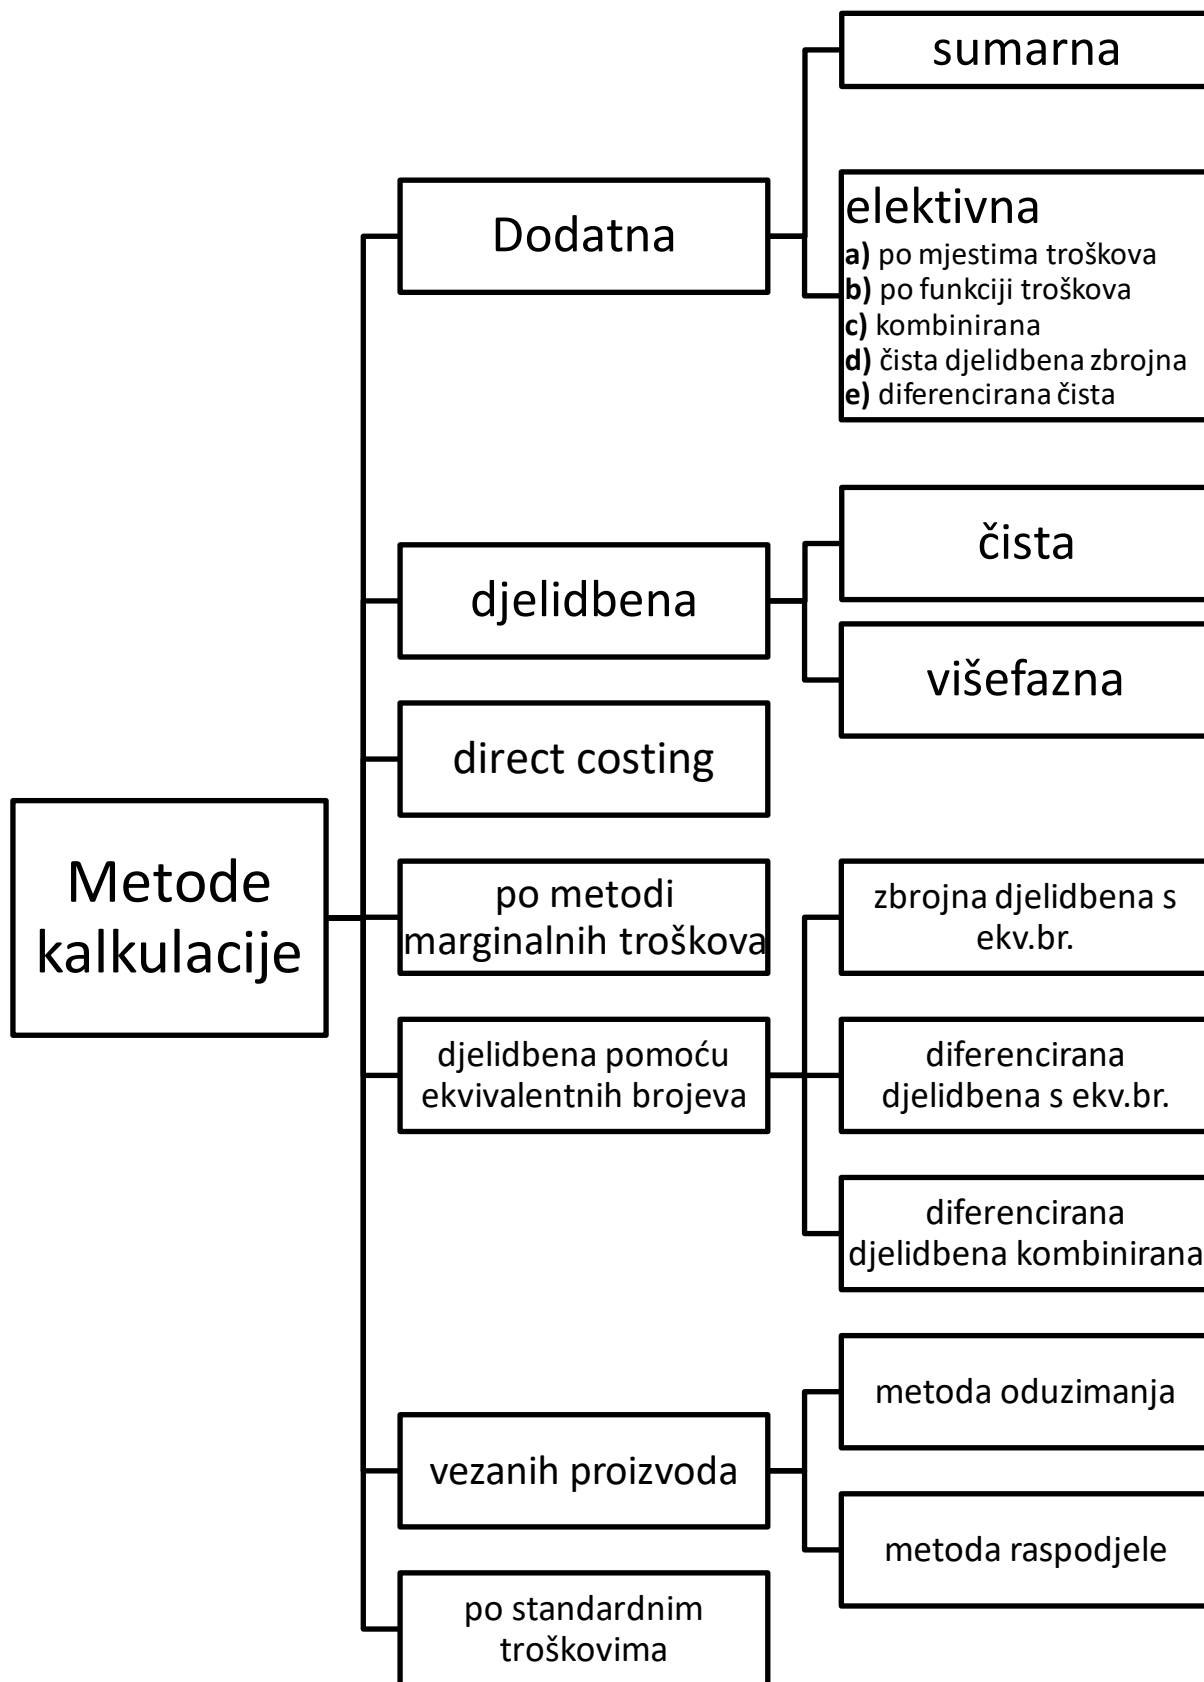 Metode
kalkulacije
Dodatna
sumarna
elektivna
a) po mjestima troškova
b) po funkciji troškova
c) kombinirana
d) čista djelidbena zbrojna
e) diferencirana čista
djelidbena
čista
višefazna
direct costing
po metodi
marginalnih troškova
djelidbena pomoću
ekvivalentnih brojeva
zbrojna djelidbena s
ekv.br.
diferencirana
djelidbena s ekv.br.
diferencirana
djelidbena kombinirana
vezanih proizvoda
metoda oduzimanja
metoda raspodjele
po standardnim
troškovima